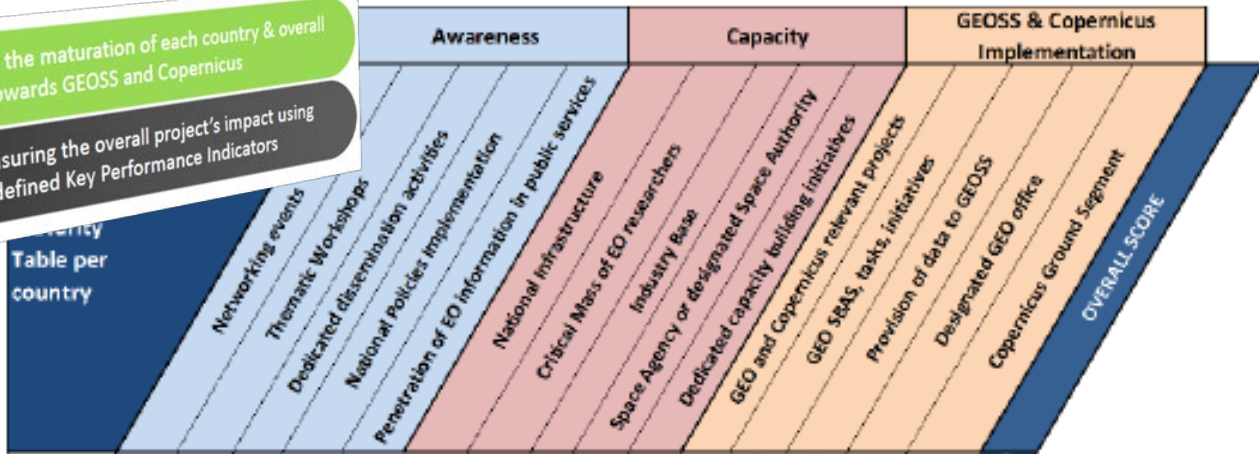 the maturation of each country & overall
owards GEOSS and Copernicus
suring the overall project's impact using
efined Key Performance Indicators
Table per
country
Awareness
Capacity
GEOSS & Copernicus
Implementation
Networking events
Thematic Workshops
Dedicated dissemination activities
National Policies implementation
Penetration of EO information in public services
National Infrastructure
Critical Mass of EO researchers
Industry Base
Space Agency or designated Space Authority
Dedicated capacity building initiatives
GEO and Copernicus relevant projects
GEO SBAS, tasks, initiatives
Provision of data to GEOSS
Designated GEO office
Copernicus Ground Segment
OVERALL SCORE